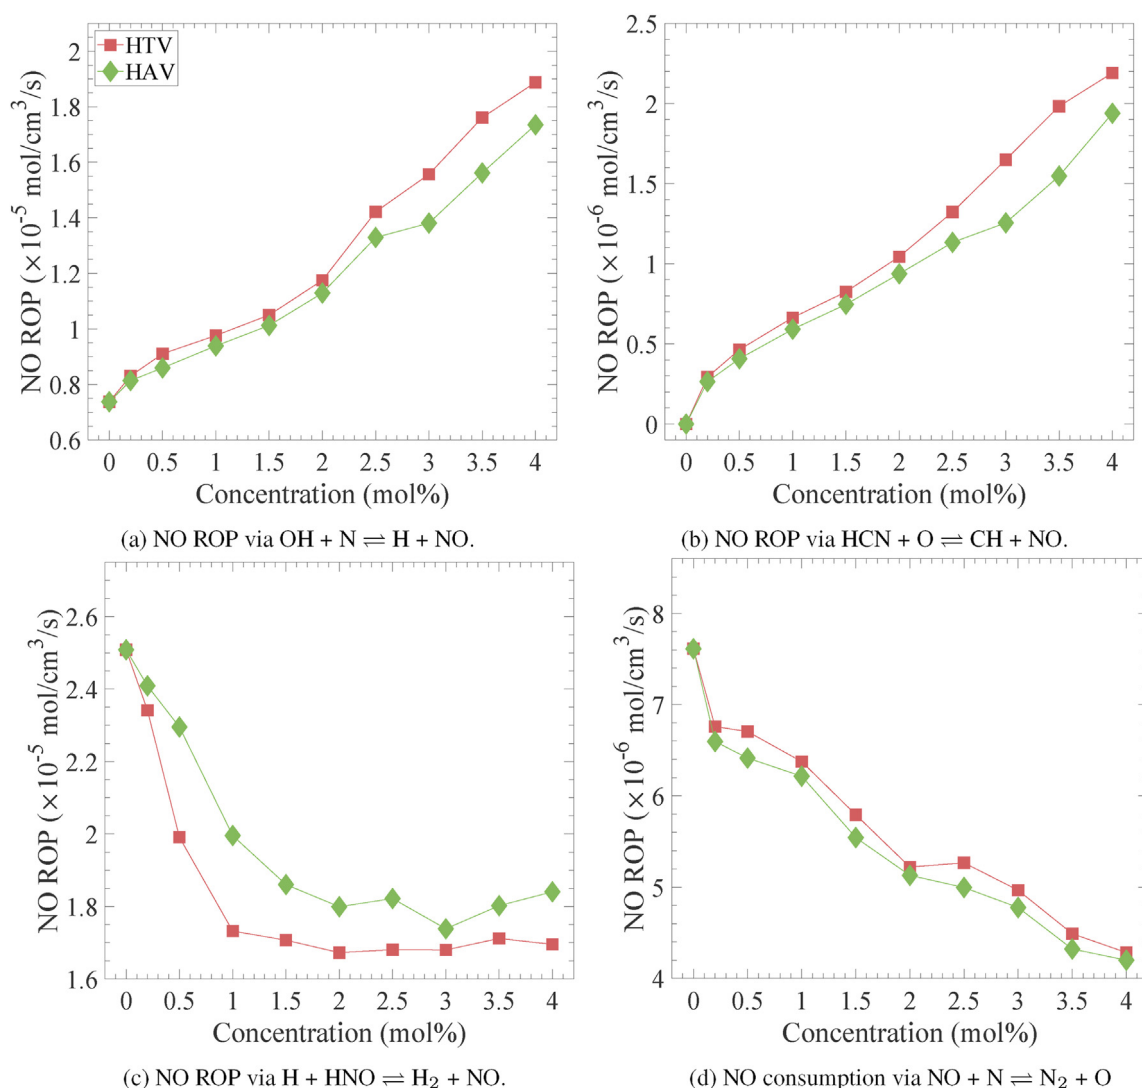 2
HTV
HAV
1.8
1.6
1.4
1.2
1
0.8
0.6
NO ROP (×10⁻⁵ mol/cm³/s)
0 0.5 1 1.5 2 2.5 3 3.5 4
Concentration (mol%)
(a) NO ROP via OH + N ⇌ H + NO.
2.5
2
1.5
1
0.5
0
NO ROP (×10⁻⁶ mol/cm³/s)
0 0.5 1 1.5 2 2.5 3 3.5 4
Concentration (mol%)
(b) NO ROP via HCN + O ⇌ CH + NO.
2.6
2.4
2.2
2
1.8
1.6
NO ROP (×10⁻⁵ mol/cm³/s)
0 0.5 1 1.5 2 2.5 3 3.5 4
Concentration (mol%)
(c) NO ROP via H + HNO ⇌ H₂ + NO.
8
7
6
5
4
NO ROP (×10⁻⁶ mol/cm³/s)
0 0.5 1 1.5 2 2.5 3 3.5 4
Concentration (mol%)
(d) NO consumption via NO + N ⇌ N₂ + O